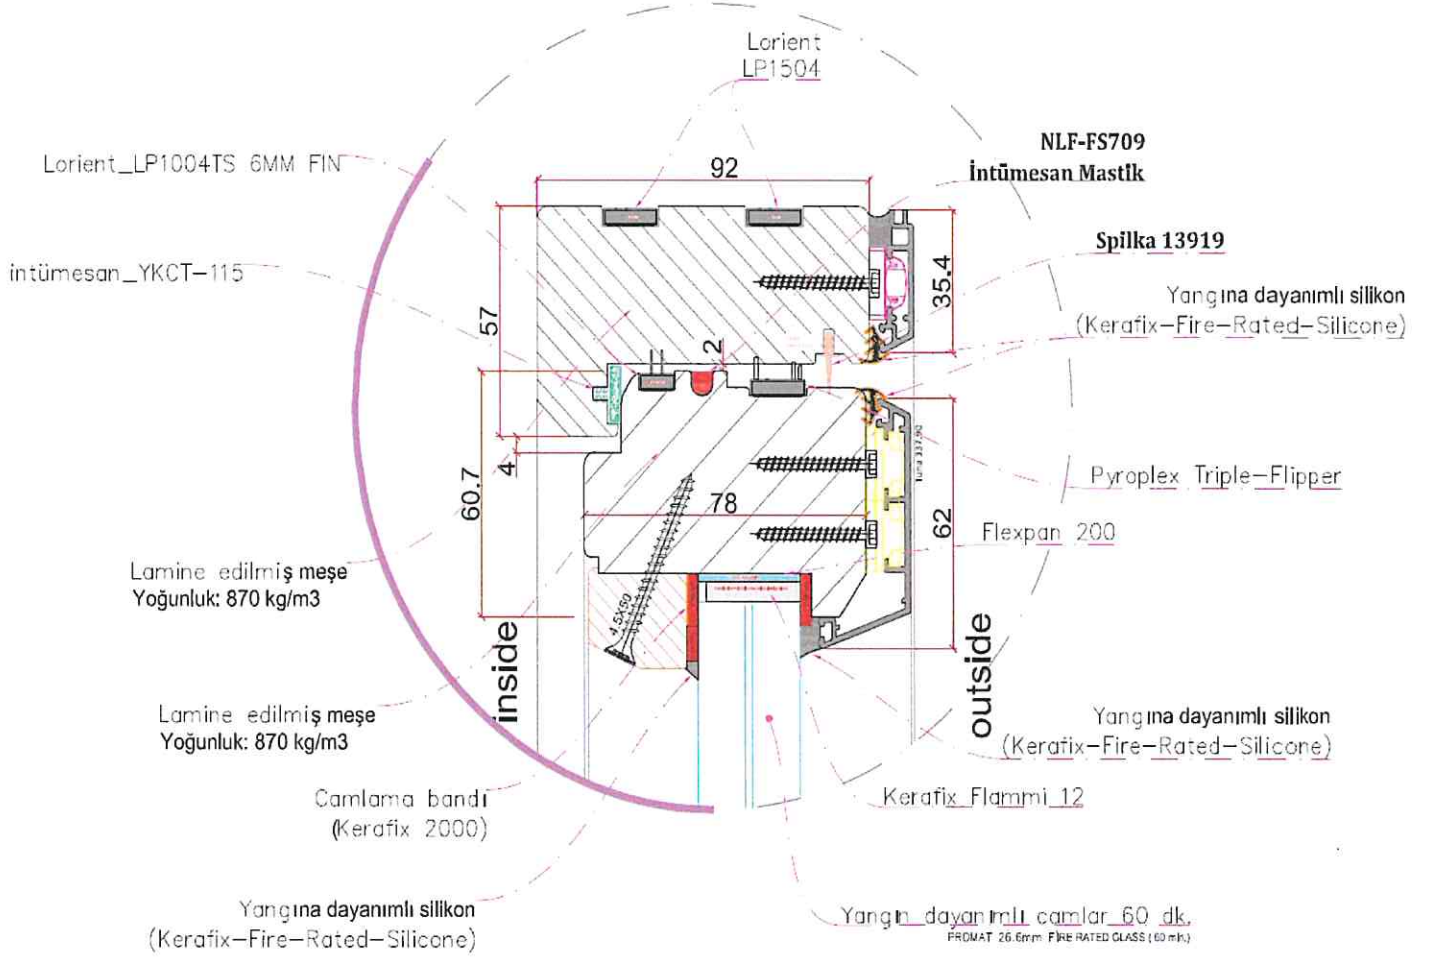 Lorient
LP1504
NLF-FS709
İntümesan Mastik
Lorient_LP1004TS 6MM FIN
92
Spilka 13919
intümesan_YKCT-115
35.4
Yangına dayanımlı silikon
(Kerafix-Fire-Rated-Silicone)
57
2
4
60.7
78
62
Pyroplex Triple-Flipper
Flexpan 200
Lamine edilmiş meşe
Yoğunluk: 870 kg/m3
4.5X50
inside
outside
Lamine edilmiş meşe
Yoğunluk: 870 kg/m3
Yangına dayanımlı silikon
(Kerafix-Fire-Rated-Silicone)
Camlama bandı
(Kerafix 2000)
Kerafix Flammi 12
Yangına dayanımlı silikon
(Kerafix-Fire-Rated-Silicone)
Yangın dayanımlı camlar 60 dk.
PROMAT 26.6mm FIRE RATED GLASS (60 min.)